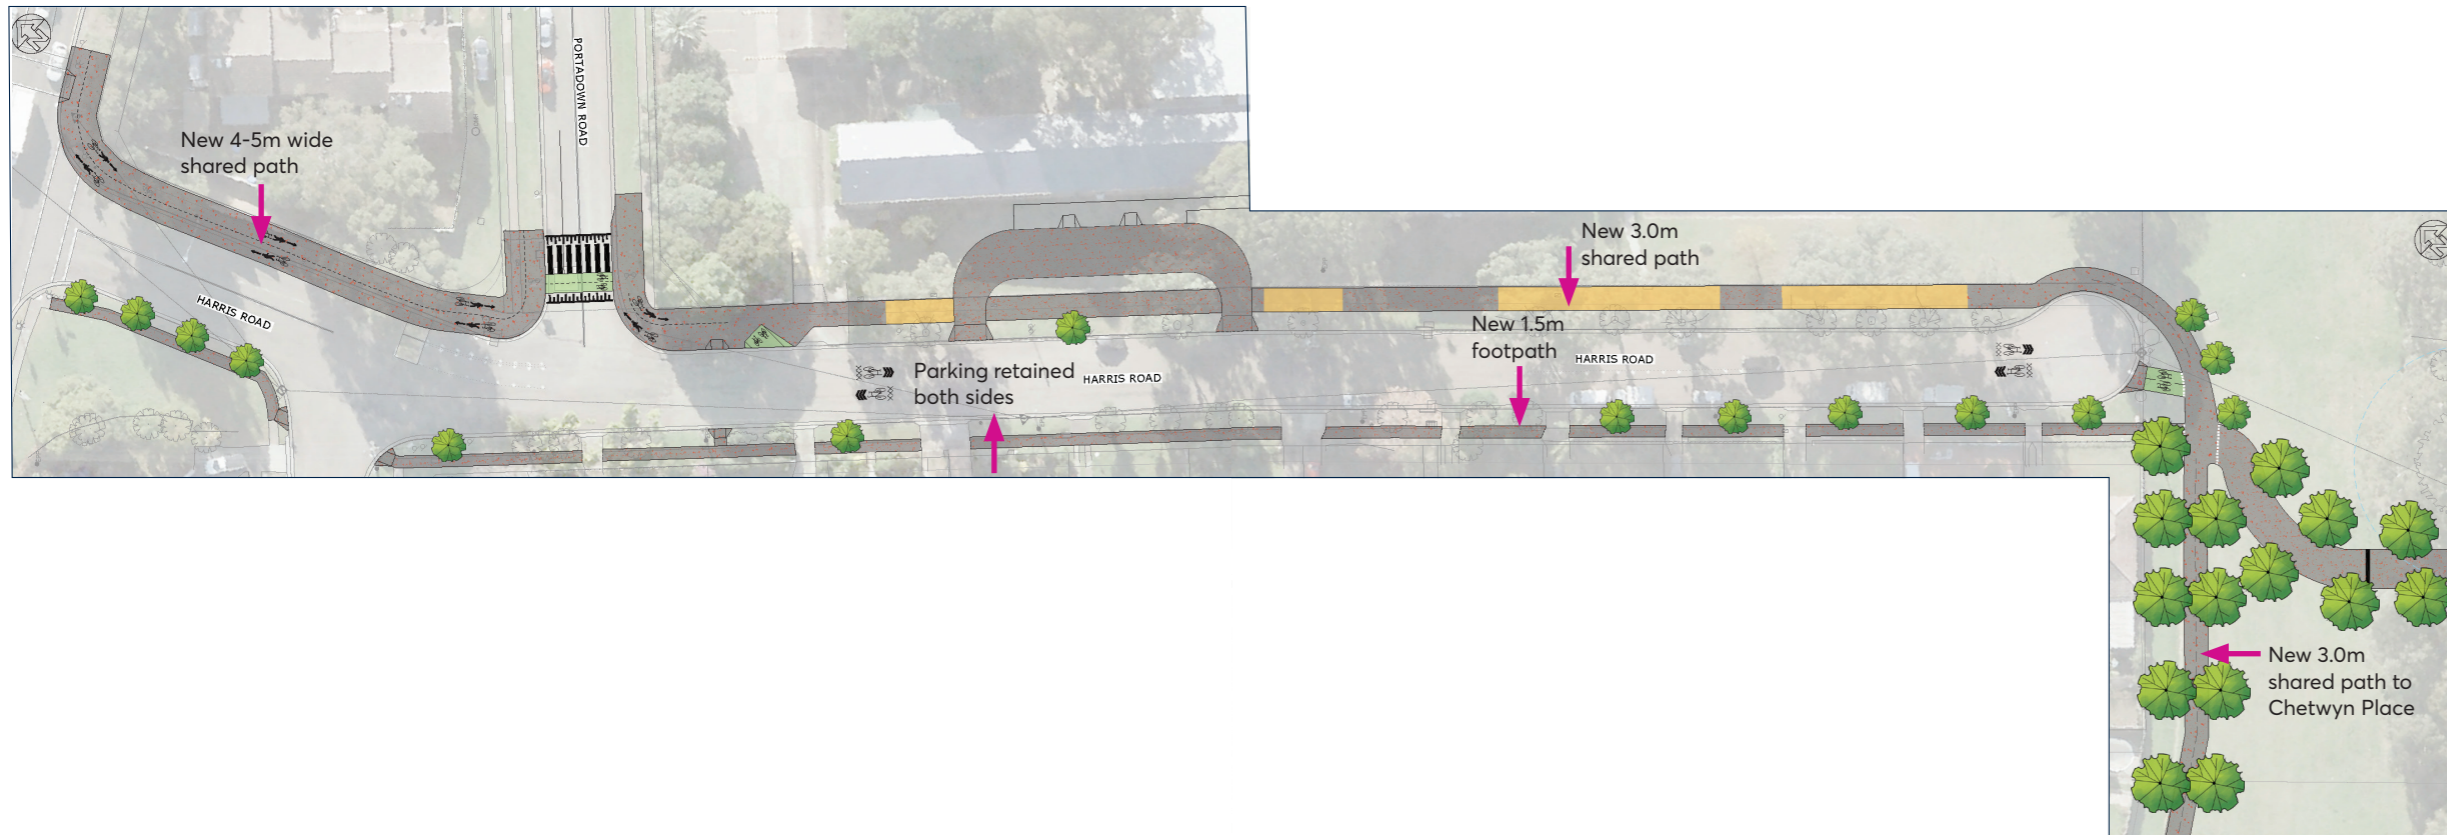 PORTADOWN ROAD
New 4-5m wide
shared path
HARRIS ROAD
New 3.0m
shared path
New 1.5m
footpath
HARRIS ROAD
Parking retained
both sides
HARRIS ROAD
New 3.0m
shared path to
Chetwyn Place